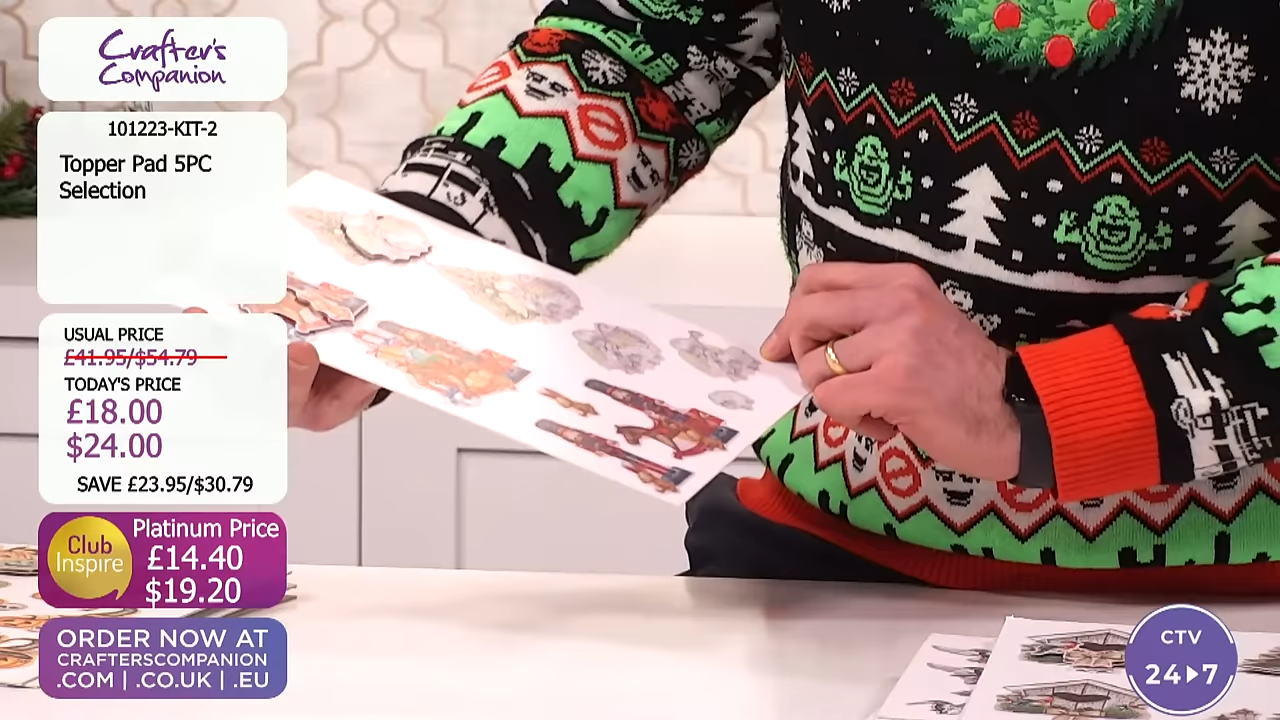 Crafter's
Companion
101223-KIT-2
Topper Pad 5PC
Selection
USUAL PRICE
£41.95/$54.79
TODAY'S PRICE
£18.00
$24.00
SAVE £23.95/$30.79
Club
Inspire
Platinum Price
£14.40
$19.20
ORDER NOW AT
CRAFTERSCOMPANION
.COM | .CO.UK | .EU
CTV
24▶7